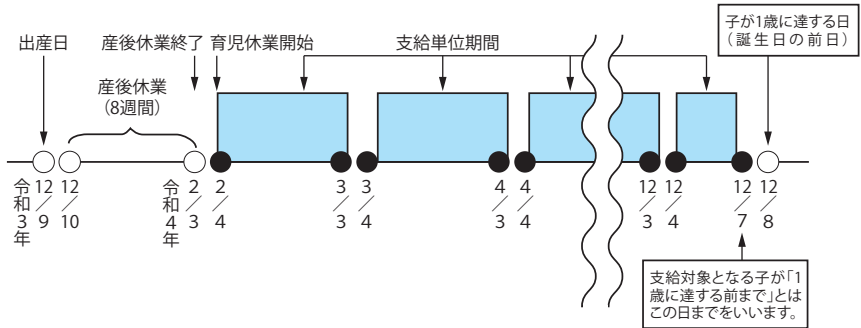 出産日
産後休業終了
育児休業開始
支給単位期間
子が1歳に達する日
(誕生日の前日)
産後休業
(8週間)
令和3年
12/9
12/10
令和4年
2/3
2/4
3/3
3/4
4/3
4/4
12/3
12/4
12/7
12/8
支給対象となる子が「1
歳に達する前まで」とは
この日までをいいます。